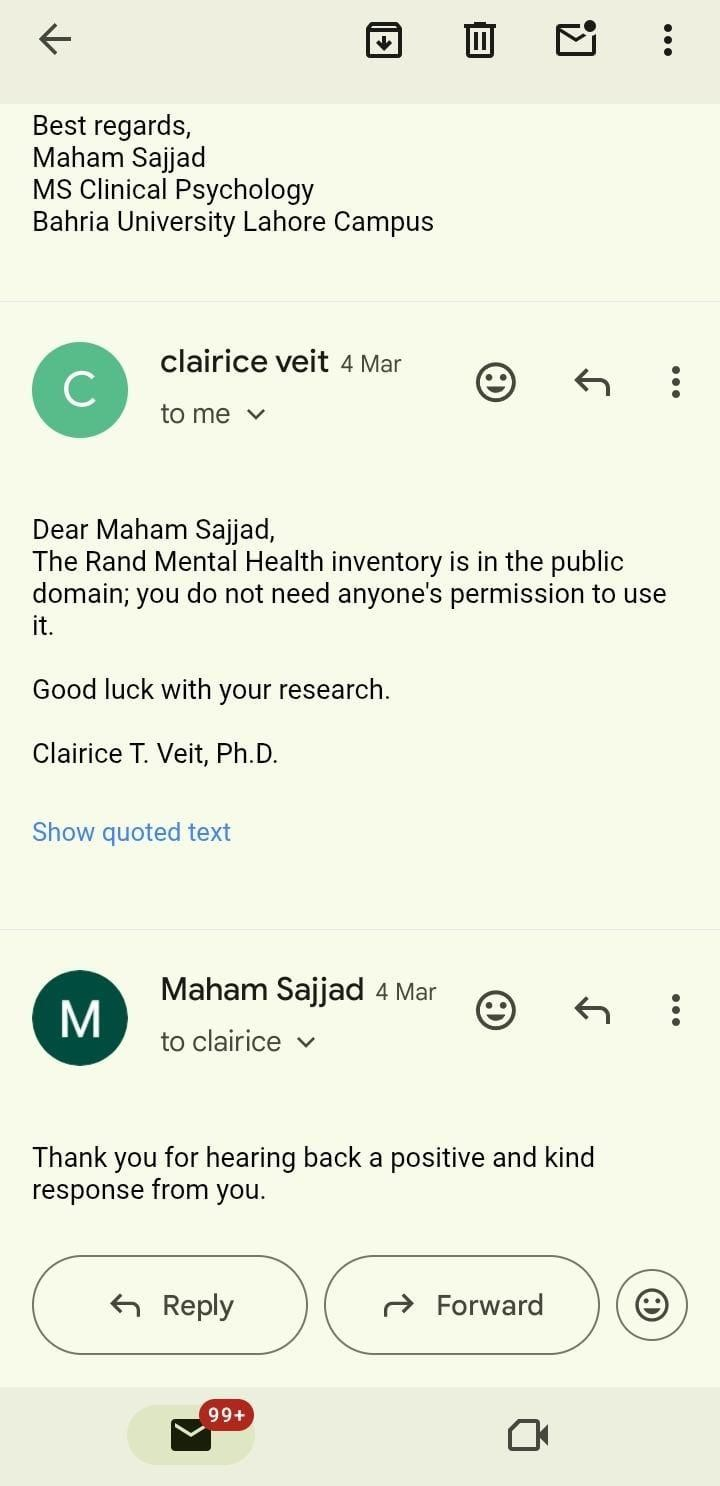 Best regards,
Maham Sajjad
MS Clinical Psychology
Bahria University Lahore Campus
C
clairice veit 4 Mar
to me
Dear Maham Sajjad,
The Rand Mental Health inventory is in the public
domain; you do not need anyone's permission to use
it.
Good luck with your research.
Clairice T. Veit, Ph.D.
Show quoted text
M
Maham Sajjad 4 Mar
to clairice
Thank you for hearing back a positive and kind
response from you.
Reply
Forward
99+